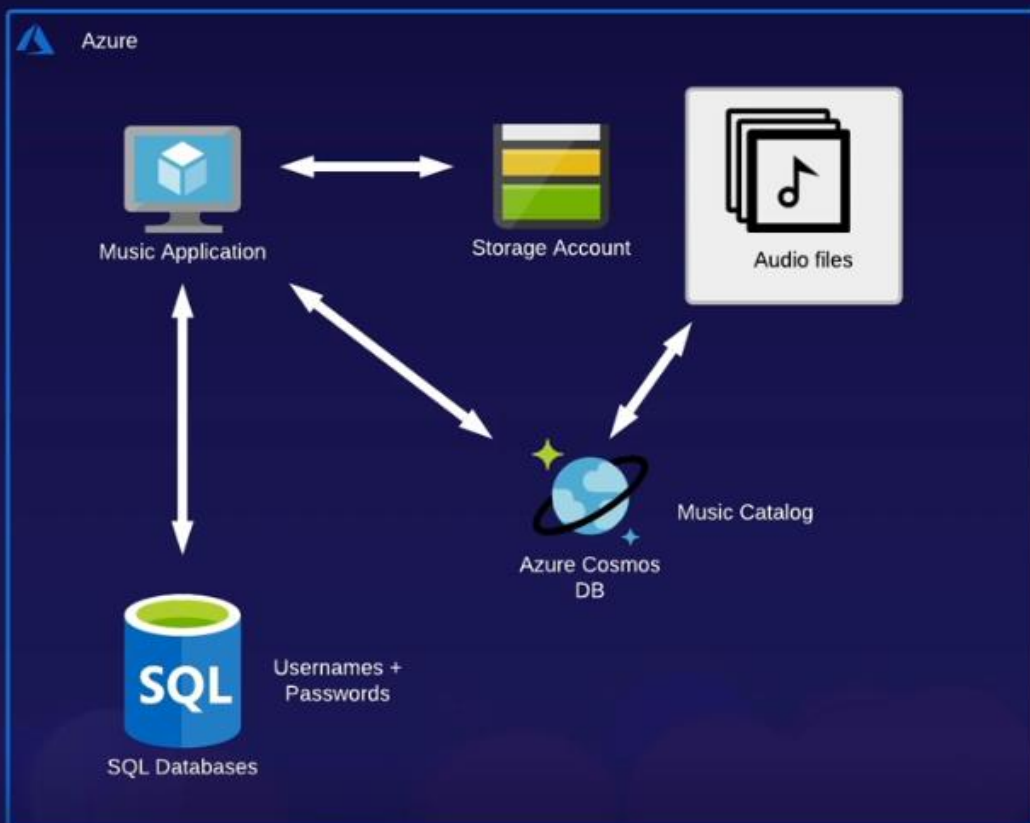 Azure
Music Application
Storage Account
Audio files
Azure Cosmos
DB
Music Catalog
SQL
Usernames +
Passwords
SQL Databases